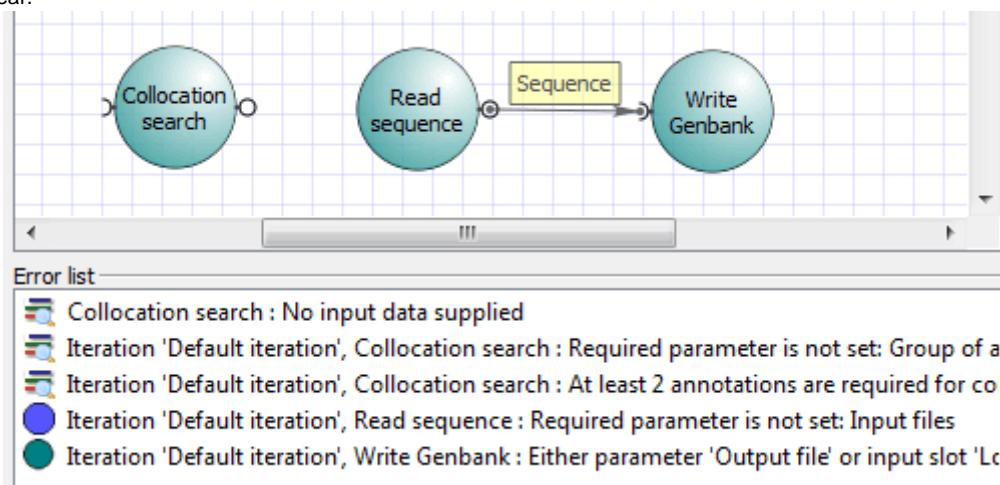 Collocation
search
Read
sequence
Sequence
Write
Genbank
Error list
Collocation search : No input data supplied
Iteration 'Default iteration', Collocation search : Required parameter is not set: Group of a
Iteration 'Default iteration', Collocation search : At least 2 annotations are required for co
Iteration 'Default iteration', Read sequence : Required parameter is not set: Input files
Iteration 'Default iteration', Write Genbank : Either parameter 'Output file' or input slot 'Lo